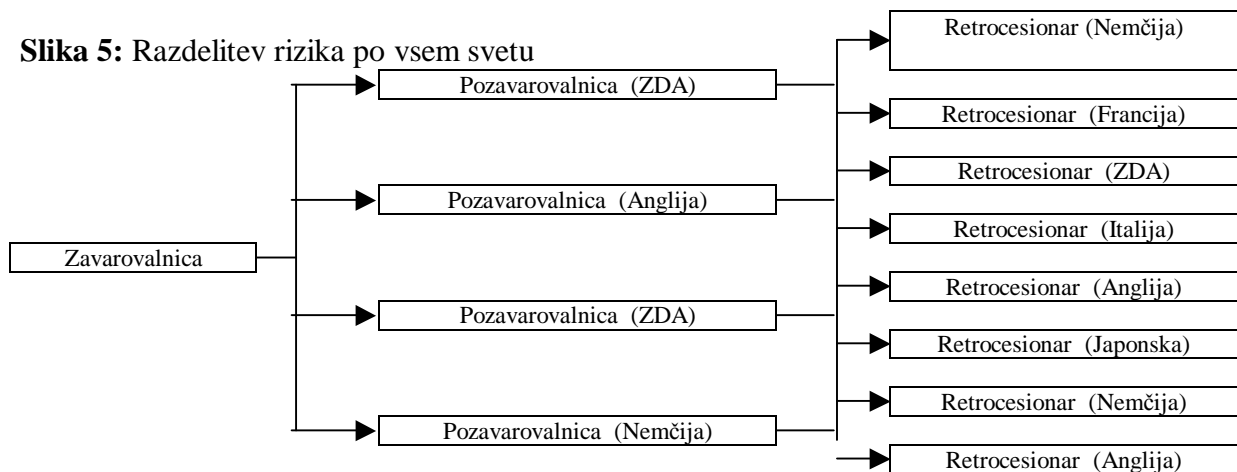 Slika 5: Razdelitev rizika po vsem svetu
Zavarovalnica
Pozavarovalnica (ZDA)
Pozavarovalnica (Anglija)
Pozavarovalnica (ZDA)
Pozavarovalnica (Nemčija)
Retrocesionar (Nemčija)
Retrocesionar (Francija)
Retrocesionar (ZDA)
Retrocesionar (Italija)
Retrocesionar (Anglija)
Retrocesionar (Japonska)
Retrocesionar (Nemčija)
Retrocesionar (Anglija)